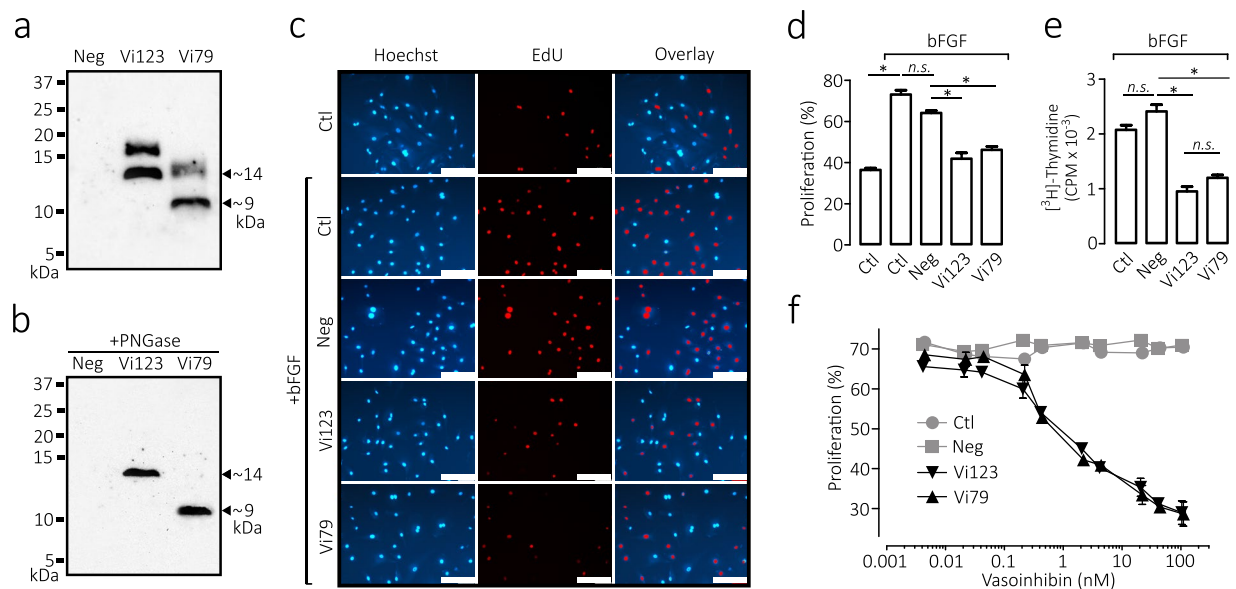 a
Neg Vi123 Vi79
37
25
20
15
10
5
kDa
~14
~9
kDa
b
+PNGase
Neg Vi123 Vi79
37
25
20
15
10
5
kDa
~14
~9
kDa
c
Hoechst EdU Overlay
Ctl
+bFGF
Ctl
Neg
Vi123
Vi79
d
bFGF
* n.s.
*
*
Proliferation (%)
80
60
40
20
0
Ctl Ctl Neg Vi123 Vi79
e
bFGF
n.s. * *
n.s.
[³H]-Thymidine
(CPM x 10⁻³)
3
2
1
0
Ctl Neg Vi123 Vi79
f
Proliferation (%)
70
60
50
40
30
Ctl
Neg
Vi123
Vi79
0.001 0.01 0.1 1 10 100
Vasoinhibin (nM)